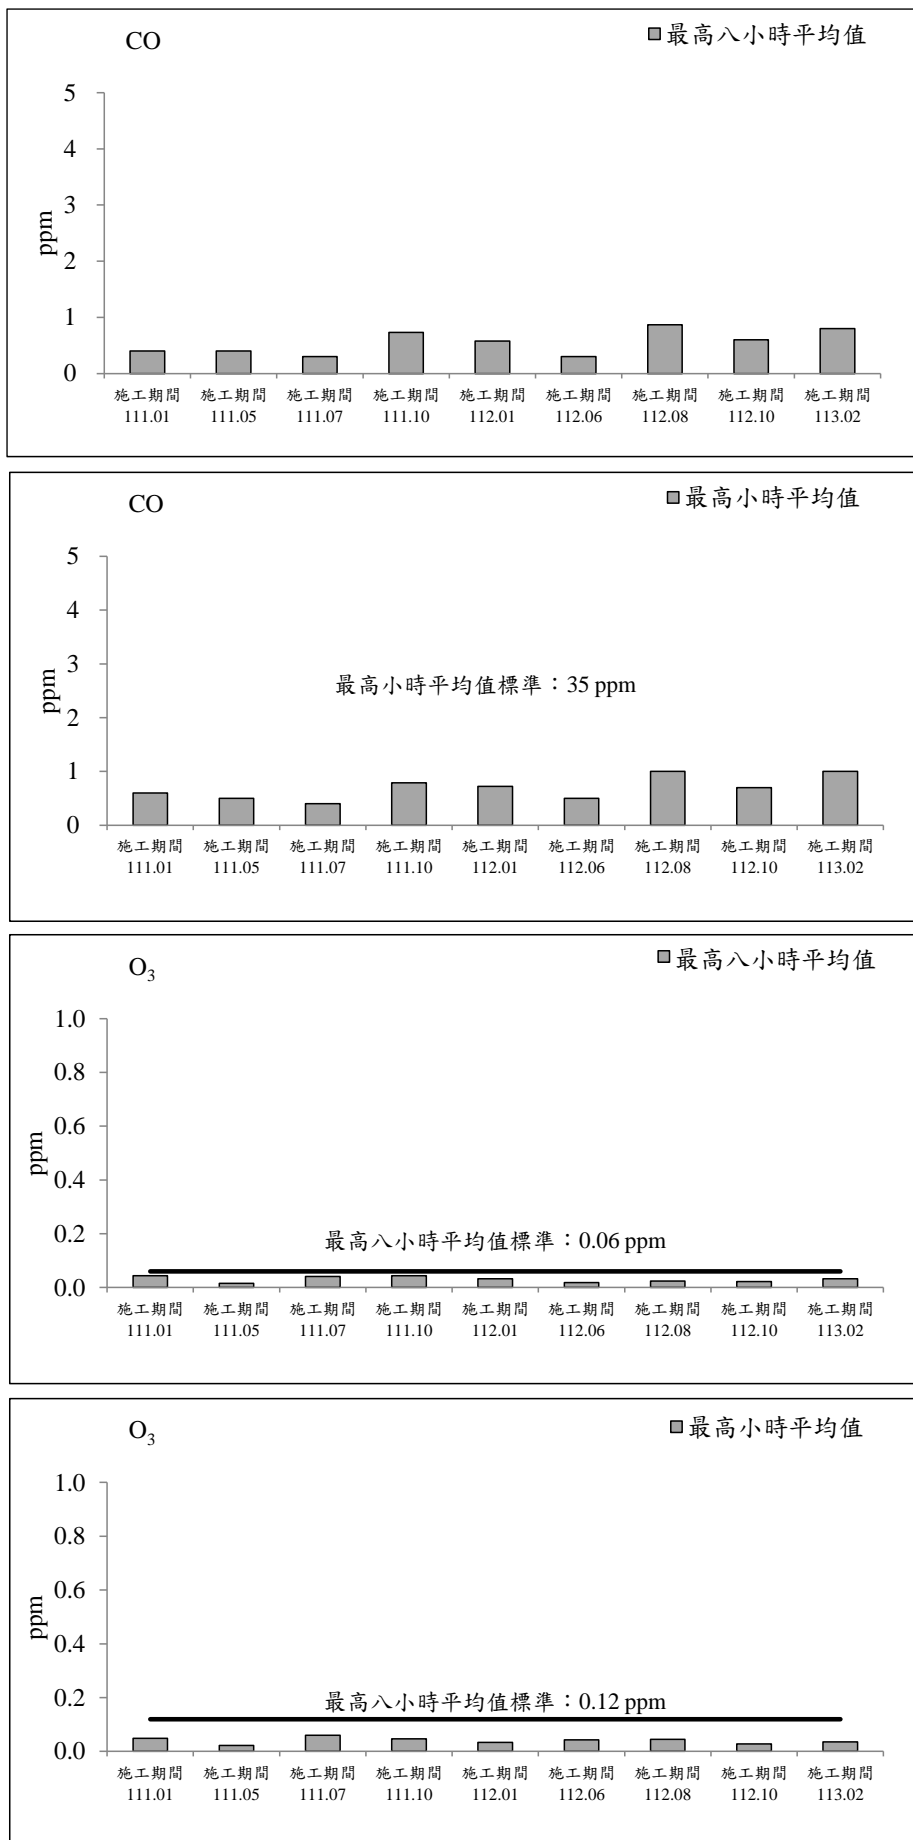 CO
最高八小時平均值
5
4
3
2
1
0
ppm
施工期間 施工期間 施工期間 施工期間 施工期間 施工期間 施工期間 施工期間 施工期間
111.01 111.05 111.07 111.10 112.01 112.06 112.08 112.10 113.02
CO
最高小時平均值
5
4
3
2
1
0
ppm
最高小時平均值標準：35 ppm
施工期間 施工期間 施工期間 施工期間 施工期間 施工期間 施工期間 施工期間 施工期間
111.01 111.05 111.07 111.10 112.01 112.06 112.08 112.10 113.02
O₃
最高八小時平均值
1.0
0.8
0.6
0.4
0.2
0.0
ppm
最高八小時平均值標準：0.06 ppm
施工期間 施工期間 施工期間 施工期間 施工期間 施工期間 施工期間 施工期間 施工期間
111.01 111.05 111.07 111.10 112.01 112.06 112.08 112.10 113.02
O₃
最高小時平均值
1.0
0.8
0.6
0.4
0.2
0.0
ppm
最高八小時平均值標準：0.12 ppm
施工期間 施工期間 施工期間 施工期間 施工期間 施工期間 施工期間 施工期間 施工期間
111.01 111.05 111.07 111.10 112.01 112.06 112.08 112.10 113.02